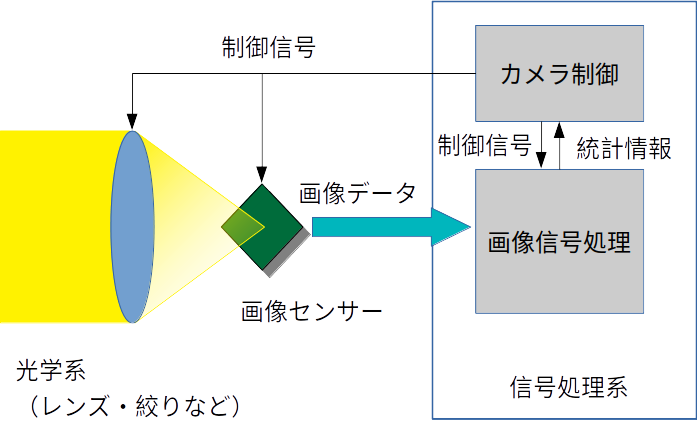 制御信号
カメラ制御
制御信号
統計情報
画像データ
画像信号処理
画像センサー
光学系
（レンズ・絞りなど）
信号処理系